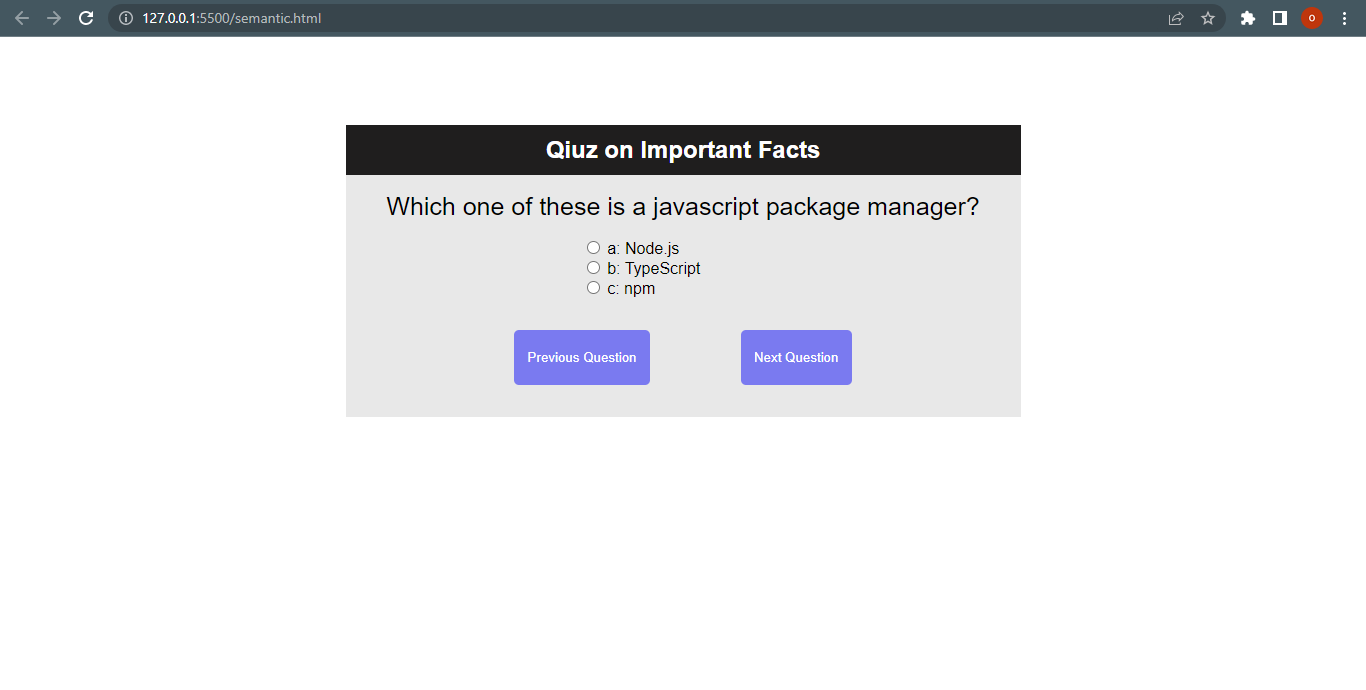 127.0.0.1:5500/semantic.html
O
Qiuz on Important Facts
Which one of these is a javascript package manager?
a: Node.js
b: TypeScript
c: npm
Previous Question
Next Question